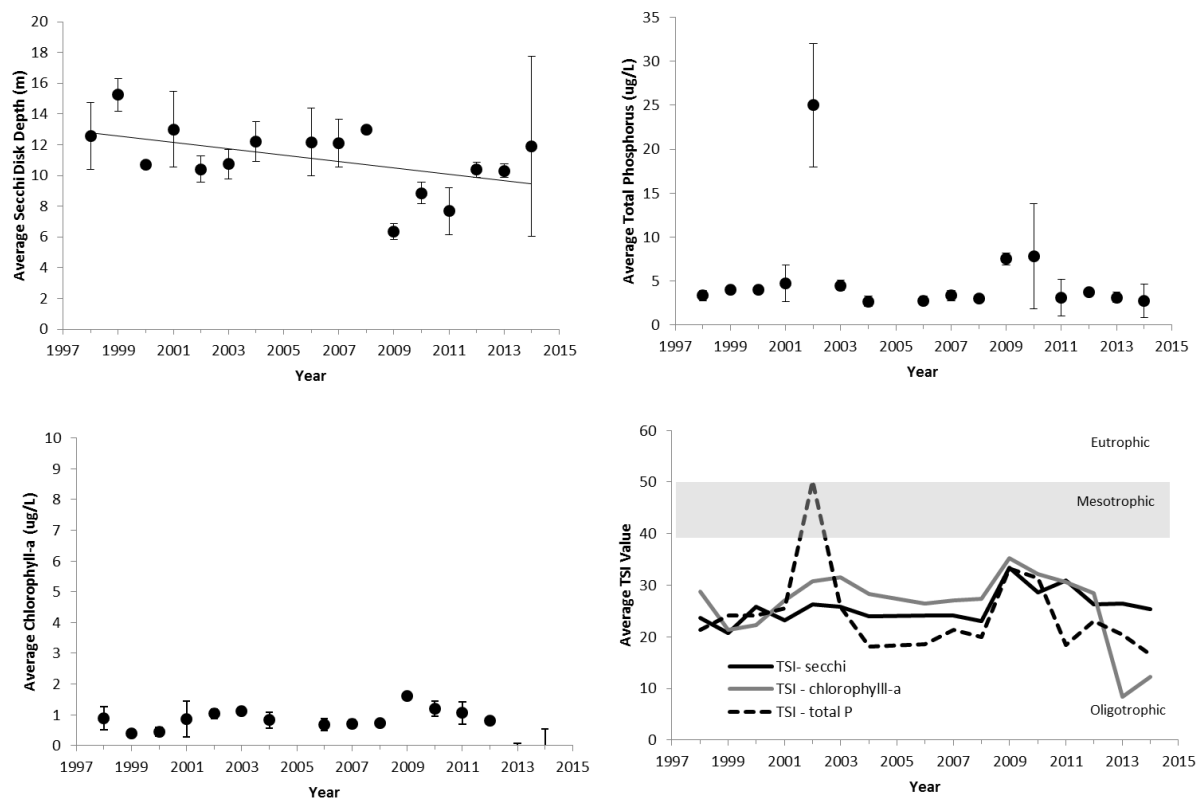 Average Secchi Disk Depth (m)
20
18
16
14
12
10
8
6
4
2
0
1997 1999 2001 2003 2005 2007 2009 2011 2013 2015
Year
Average Total Phosphorus (ug/L)
35
30
25
20
15
10
5
0
1997 1999 2001 2003 2005 2007 2009 2011 2013 2015
Year
Average Chlorophyll-a (ug/L)
10
9
8
7
6
5
4
3
2
1
0
1997 1999 2001 2003 2005 2007 2009 2011 2013 2015
Year
Average TSI Value
60
50
40
30
20
10
0
Eutrophic
Mesotrophic
TSI- secchi
TSI - chlorophylll-a
TSI - total P
Oligotrophic
1997 1999 2001 2003 2005 2007 2009 2011 2013 2015
Year